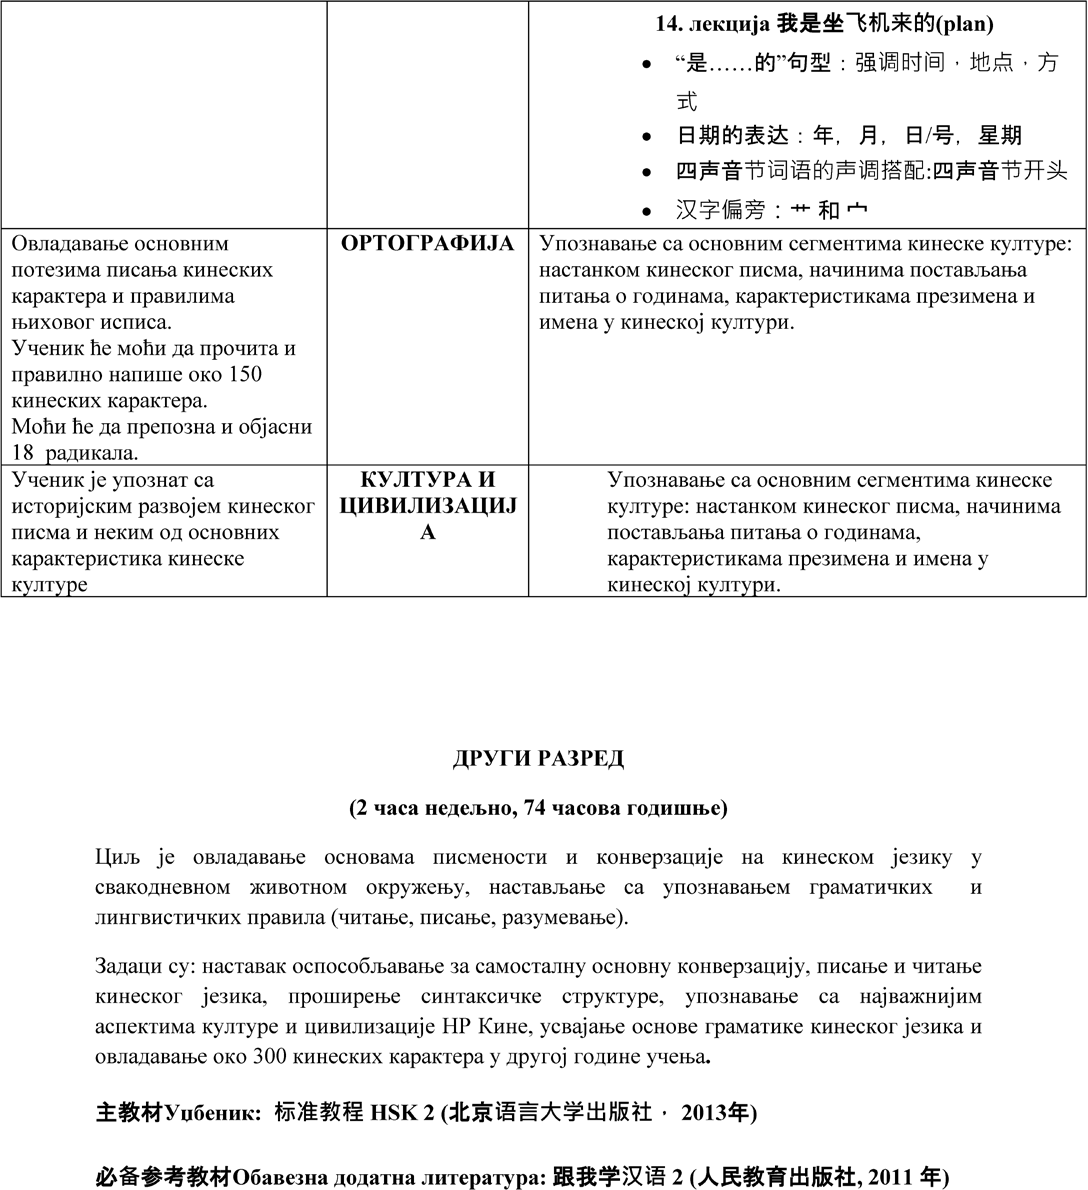 14. лекција 我是坐飞机来的(plan)
• “是……的”句型：强调时间，地点，方
式
• 日期的表达：年， 月， 日/号， 星期
• 四声音节词语的声调搭配:四声音节开头
• 汉字偏旁：艹 和 宀
Овладавање основним
потезима писања кинеских
карактера и правилима
њиховог исписа.
Ученик ће моћи да прочита и
правилно напише око 150
кинеских карактера.
Моћи ће да препозна и објасни
18 радикала.
ОРТОГРАФИЈА
Упознавање са основним сегментима кинеске културе:
настанком кинеског писма, начинима постављања
питања о годинама, карактеристикама презимена и
имена у кинеској култури.
Ученик је упознат са
историјским развојем кинеског
писма и неким од основних
карактеристика кинеске
културе
КУЛТУРА И
ЦИВИЛИЗАЦИЈ
А
Упознавање са основним сегментима кинеске
културе: настанком кинеског писма, начинима
постављања питања о годинама,
карактеристикама презимена и имена у
кинеској култури.
ДРУГИ РАЗРЕД
(2 часа недељно, 74 часова годишње)
Циљ је овладавање основама писмености и конверзације на кинеском језику у
свакодневном животном окружењу, настављање са упознавањем граматичких и
лингвистичких правила (читање, писање, разумевање).
Задаци су: наставак оспособљавање за самосталну основну конверзацију, писање и читање
кинеског језика, проширење синтаксичке структуре, упознавање са најважнијим
аспектима културе и цивилизације НР Кине, усвајање основе граматике кинеског језика и
овладавање око 300 кинеских карактера у другој години учења.
主教材Уџбеник: 标准教程 HSK 2 (北京语言大学出版社， 2013年)
必备参考教材Обавезна додатна литература: 跟我学汉语 2 (人民教育出版社, 2011 年)